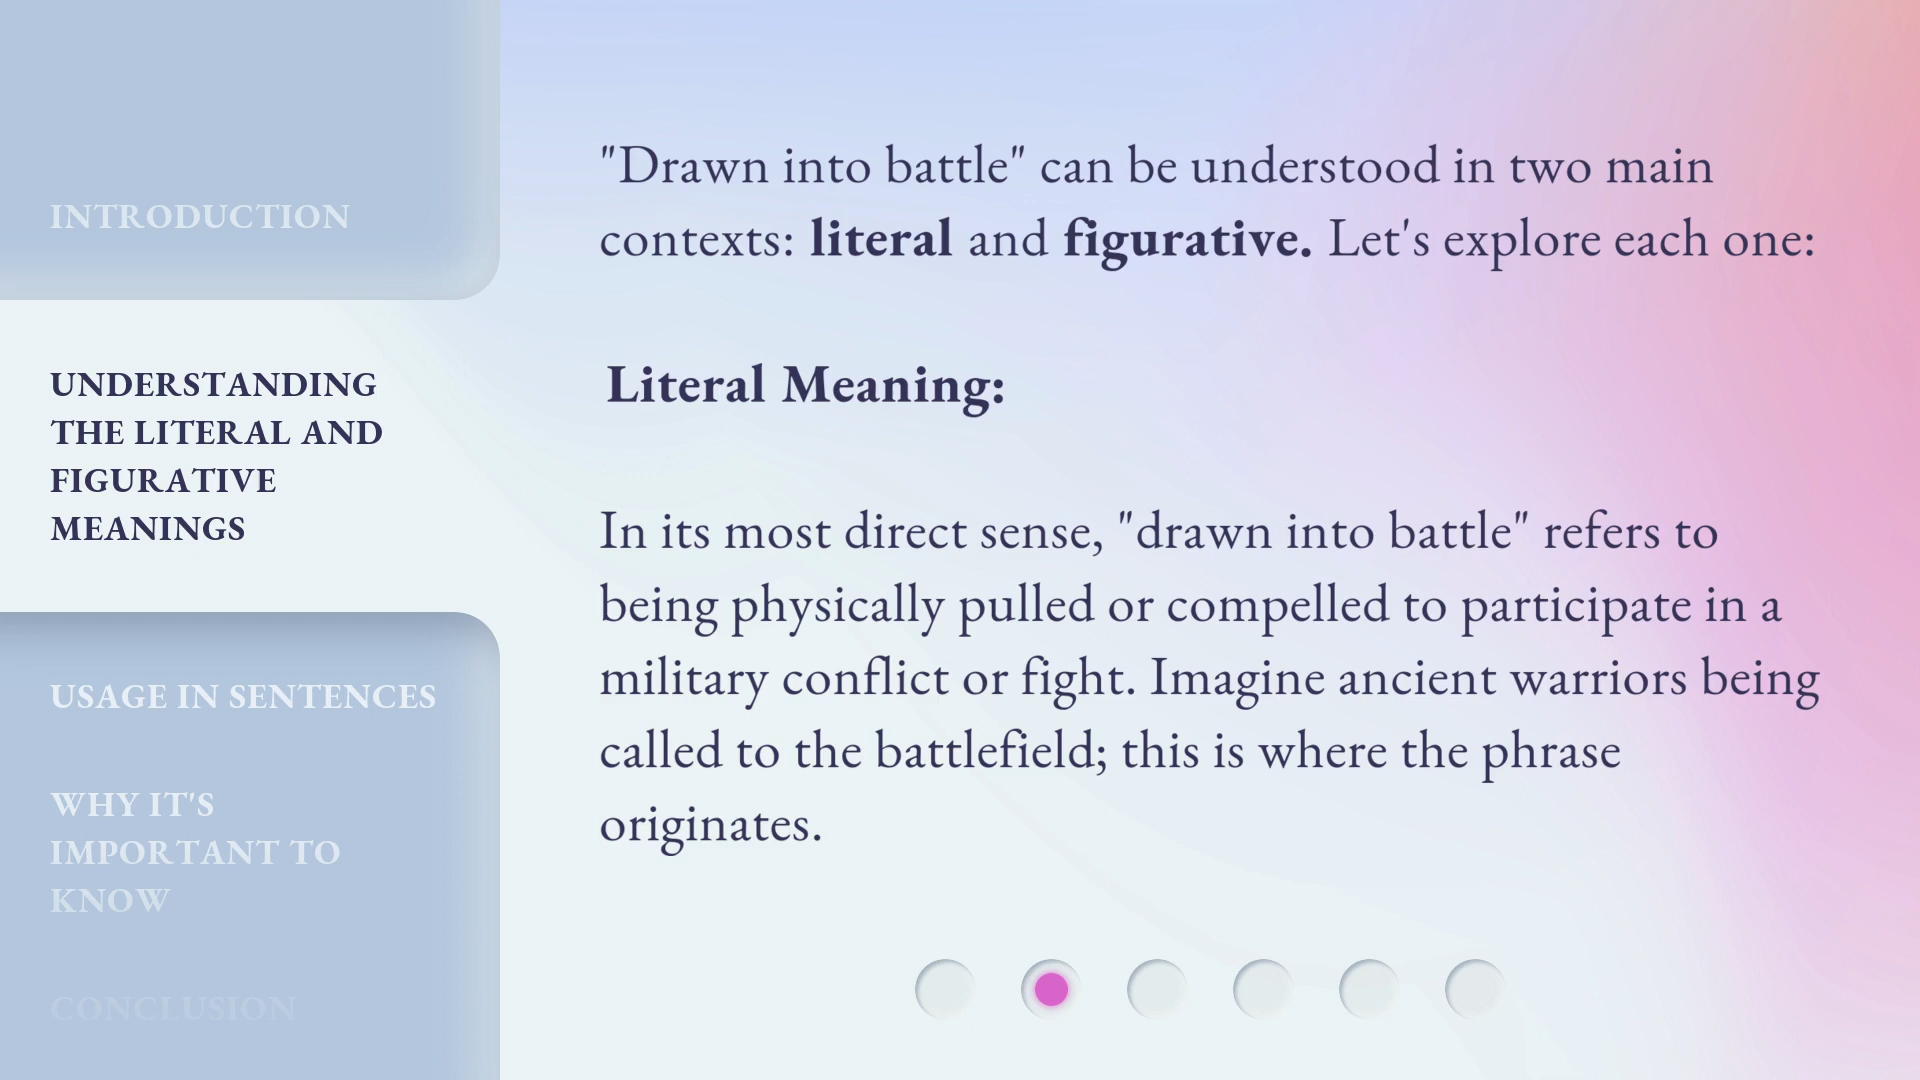 INTRODUCTION
UNDERSTANDING
THE LITERAL AND
FIGURATIVE
MEANINGS
USAGE IN SENTENCES
WHY IT'S
IMPORTANT TO
KNOW
CONCLUSION
"Drawn into battle" can be understood in two main
contexts: literal and figurative. Let's explore each one:
Literal Meaning:
In its most direct sense, "drawn into battle" refers to
being physically pulled or compelled to participate in a
military conflict or fight. Imagine ancient warriors being
called to the battlefield; this is where the phrase
originates.